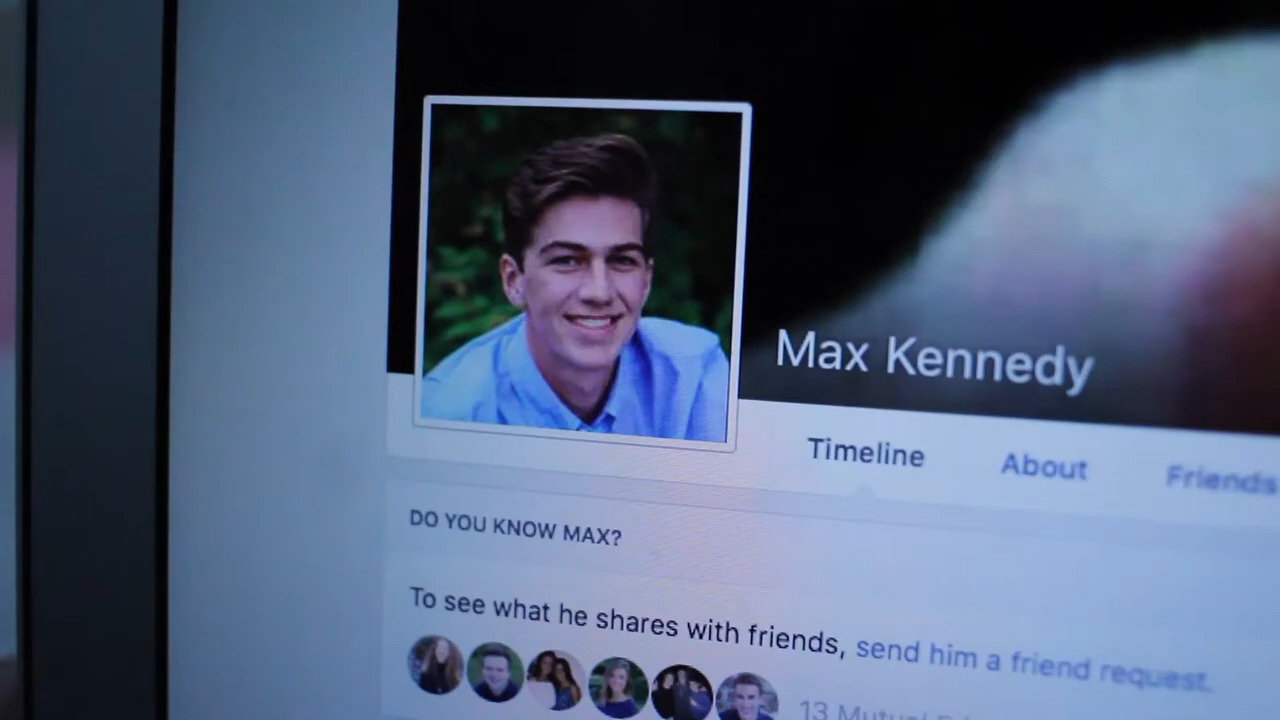 Max Kennedy
Timeline About Friends
DO YOU KNOW MAX?
To see what he shares with friends, send him a friend request.
13 Mutual